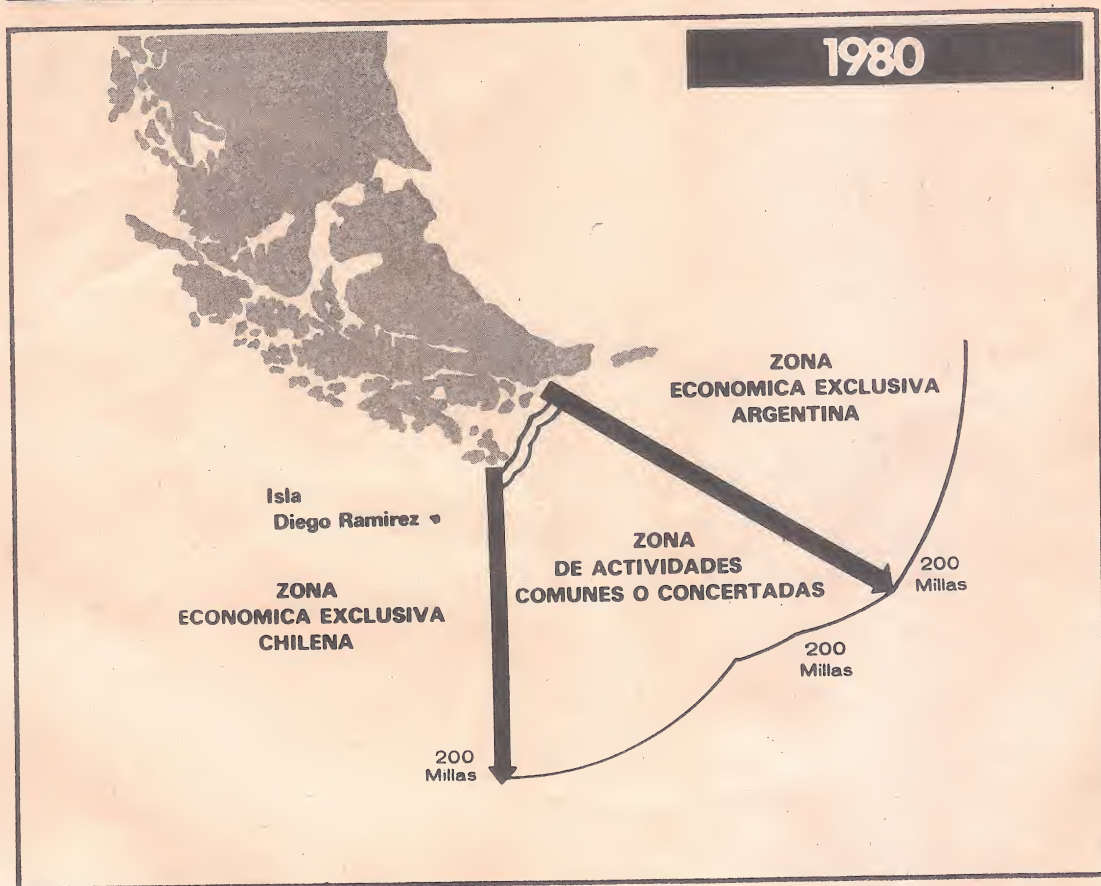 1980
ZONA
ECONOMICA EXCLUSIVA
ARGENTINA
Isla
Diego Ramirez
ZONA
DE ACTIVIDADES
COMUNES O CONCERTADAS
200
Millas
ZONA
ECONOMICA EXCLUSIVA
CHILENA
200
Millas
200
Millas